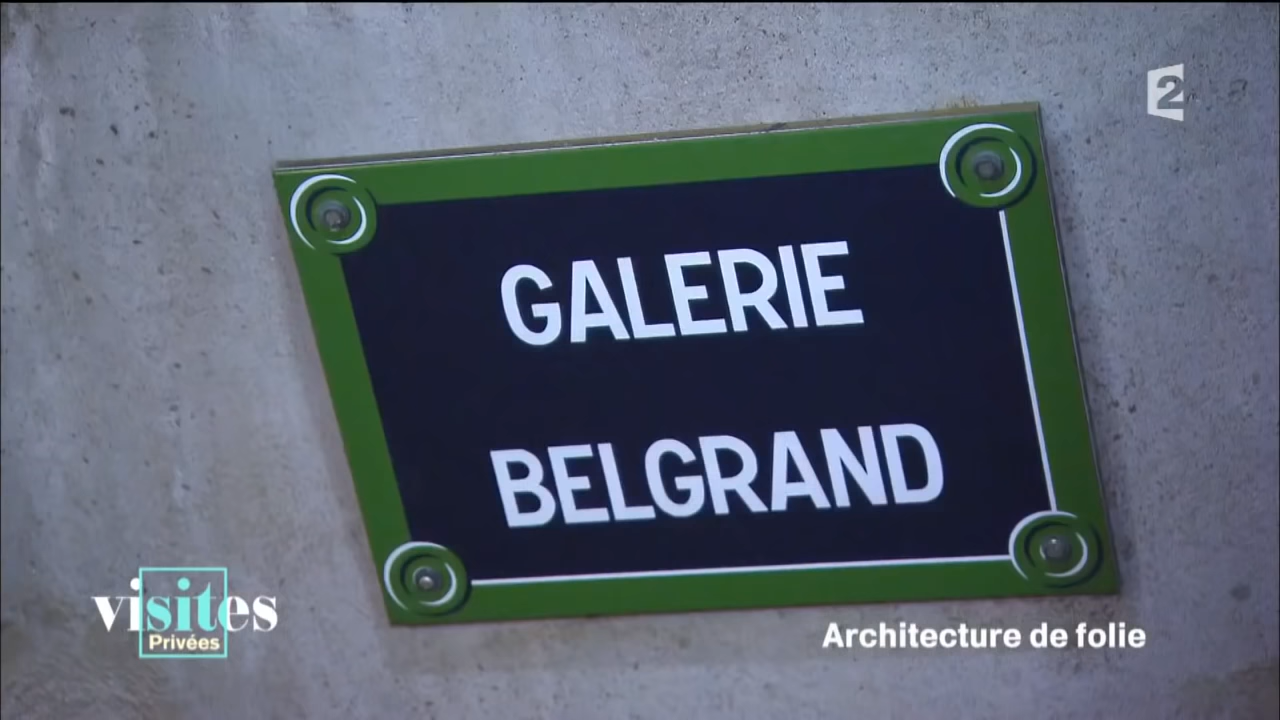 2
GALERIE
BELGRAND
visites
Privées
Architecture de folie